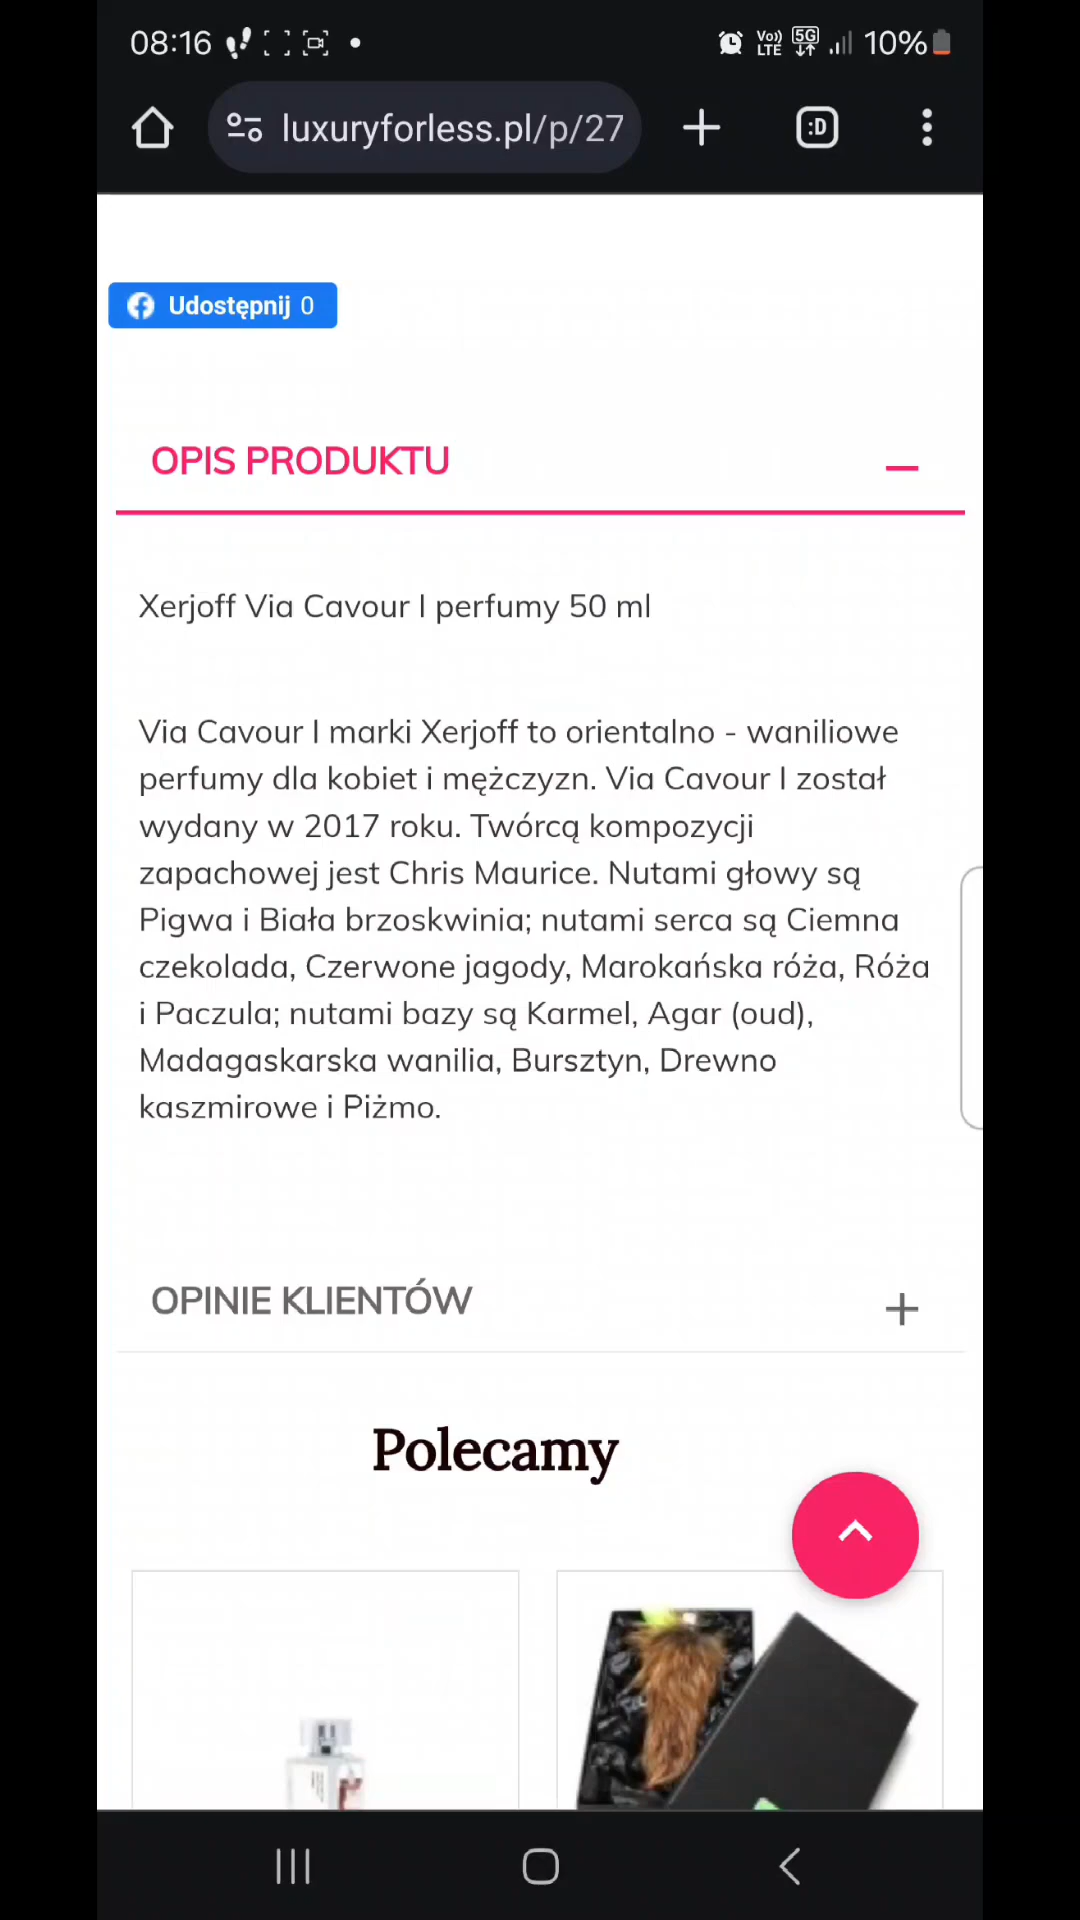 08:16
Vo)) LTE 5G 10%
luxuryforless.pl/p/27
:D
Udostępnij 0
OPIS PRODUKTU
Xerjoff Via Cavour I perfumy 50 ml
Via Cavour I marki Xerjoff to orientalno - waniliowe
perfumy dla kobiet i mężczyzn. Via Cavour I został
wydany w 2017 roku. Twórcą kompozycji
zapachowej jest Chris Maurice. Nutami głowy są
Pigwa i Biała brzoskwinia; nutami serca są Ciemna
czekolada, Czerwone jagody, Marokańska róża, Róża
i Paczula; nutami bazy są Karmel, Agar (oud),
Madagaskarska wanilia, Bursztyn, Drewno
kaszmirowe i Piżmo.
OPINIE KLIENTÓW
Polecamy